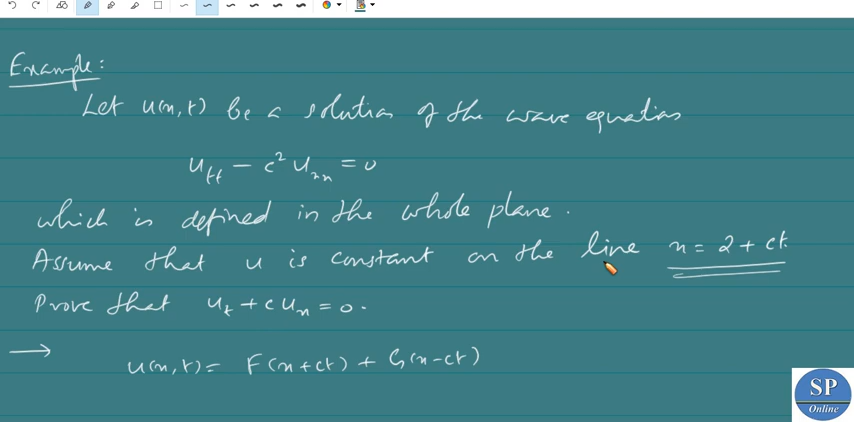 Example:
Let u(x,t) be a solution of the wave equation
u_tt - c² u_xx = 0
which is defined in the whole plane.
Assume that u is constant on the line x = 2 + ct.
Prove that u_t + c u_x = 0.
→ u(x,t) = F(x+ct) + G(x-ct)
SP
Online